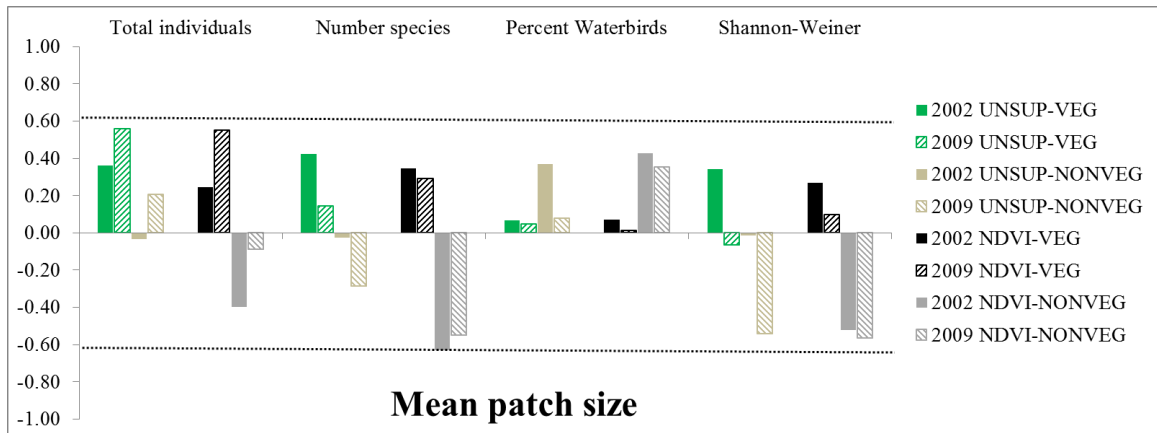 Total individuals Number species Percent Waterbirds Shannon-Weiner
1.00
0.80
0.60
0.40
0.20
0.00
-0.20
-0.40
-0.60
-0.80
-1.00
Mean patch size
2002 UNSUP-VEG
2009 UNSUP-VEG
2002 UNSUP-NONVEG
2009 UNSUP-NONVEG
2002 NDVI-VEG
2009 NDVI-VEG
2002 NDVI-NONVEG
2009 NDVI-NONVEG